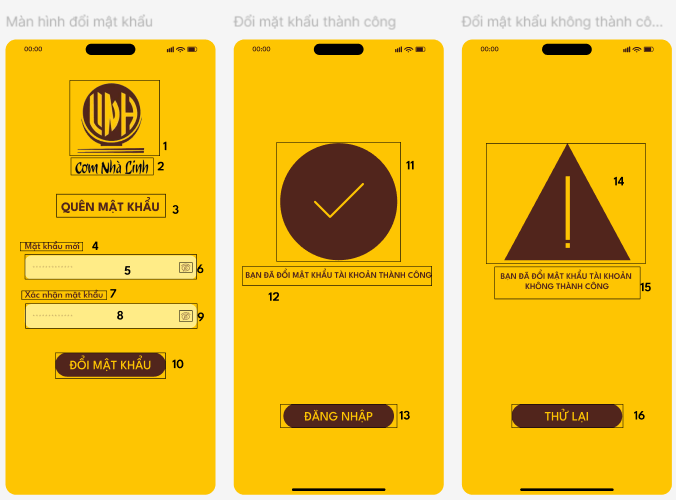 Màn hình đổi mật khẩu
Đổi mật khẩu thành công
Đổi mật khẩu không thành cô...
00:00
00:00
00:00
LINH
1
Cơm Nhà Linh
2
QUÊN MẬT KHẨU
3
Mật khẩu mới
4
5
6
Xác nhận mật khẩu
7
8
9
ĐỔI MẬT KHẨU
10
11
BẠN ĐÃ ĐỔI MẬT KHẨU TÀI KHOẢN THÀNH CÔNG
12
ĐĂNG NHẬP
13
14
BẠN ĐÃ ĐỔI MẬT KHẨU TÀI KHOẢN
KHÔNG THÀNH CÔNG
15
THỬ LẠI
16